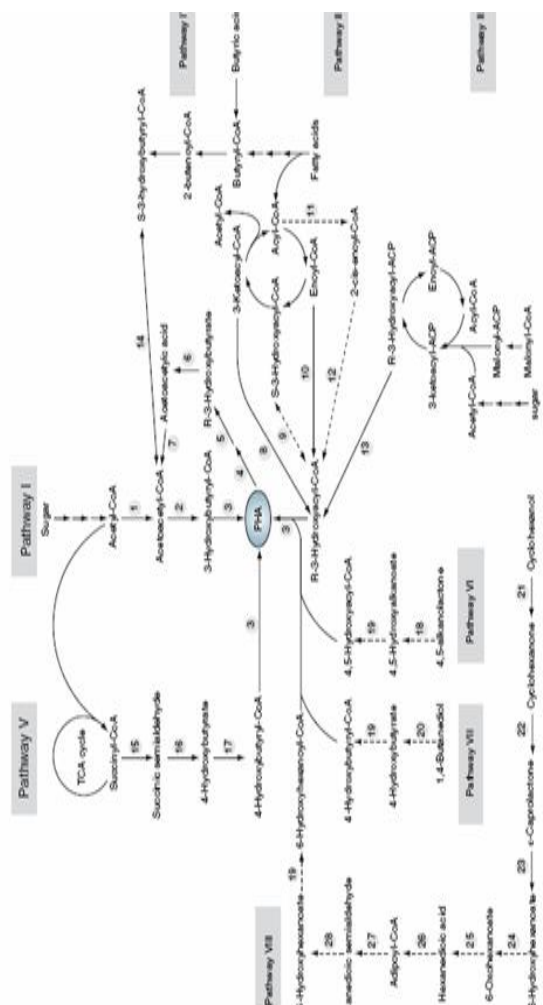 Pathway V
Pathway I
TCA cycle
Succinyl-CoA
15
Succinic semialdehyde
16
4-Hydroxybutyrate
17
4-Hydroxybutyryl-CoA
3
Sugar
Acetyl-CoA
1
Acetoacetyl-CoA
2
3-Hydroxybutyryl-CoA
3
PHA
3
R-3-Hydroxyacyl-CoA
4
5
R-3-Hydroxybutyrate
6
Acetoacetic acid
7
14
S-3-hydroxybutyryl-CoA
2-butenoyl-CoA
Butyryl-CoA
Butyric acid
Fatty acids
Acetyl-CoA
3-Ketoacyl-CoA
Acyl-CoA
S-3-Hydroxyacyl-CoA
Enoyl-CoA
11
2-cis-enoyl-CoA
8
9
10
12
13
Pathway II
R-3-Hydroxyacyl-ACP
3-ketoacyl-ACP
Enoyl-ACP
Acyl-CoA
Acetyl-CoA
Malonyl-ACP
sugar
Malonyl-CoA
Pathway VIII
6-Hydroxyhexanoyl-CoA
19
4-Hydroxybutyryl-CoA
19
4-Hydroxybutyrate
20
1,4-Butanediol
Pathway VII
4,5-Hydroxyacyl-CoA
19
4,5-Hydroxyalkanoate
18
4,5-alkanolactone
Pathway VI
28
27
Adipoyl-CoA
26
Hexanedioic acid
25
6-Oxohexanoate
24
23
ε-Caprolactone
22
Cyclohexanone
21
Cyclohexanol